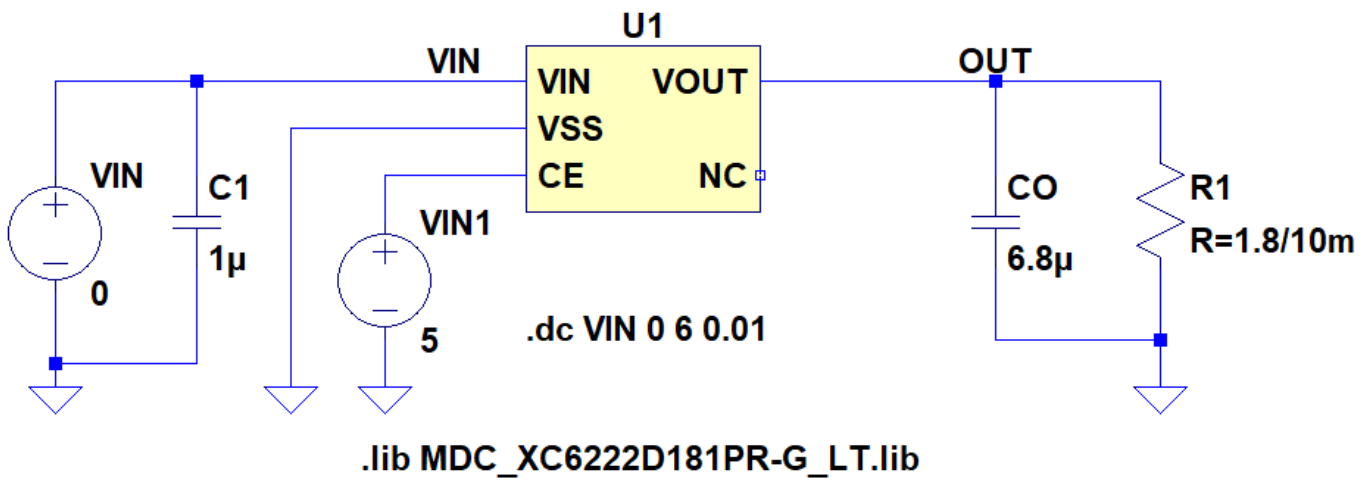 U1
VIN
OUT
VIN
VOUT
VSS
CE
NC
VIN
0
C1
1µ
VIN1
5
CO
6.8µ
R1
R=1.8/10m
.dc VIN 0 6 0.01
.lib MDC_XC6222D181PR-G_LT.lib